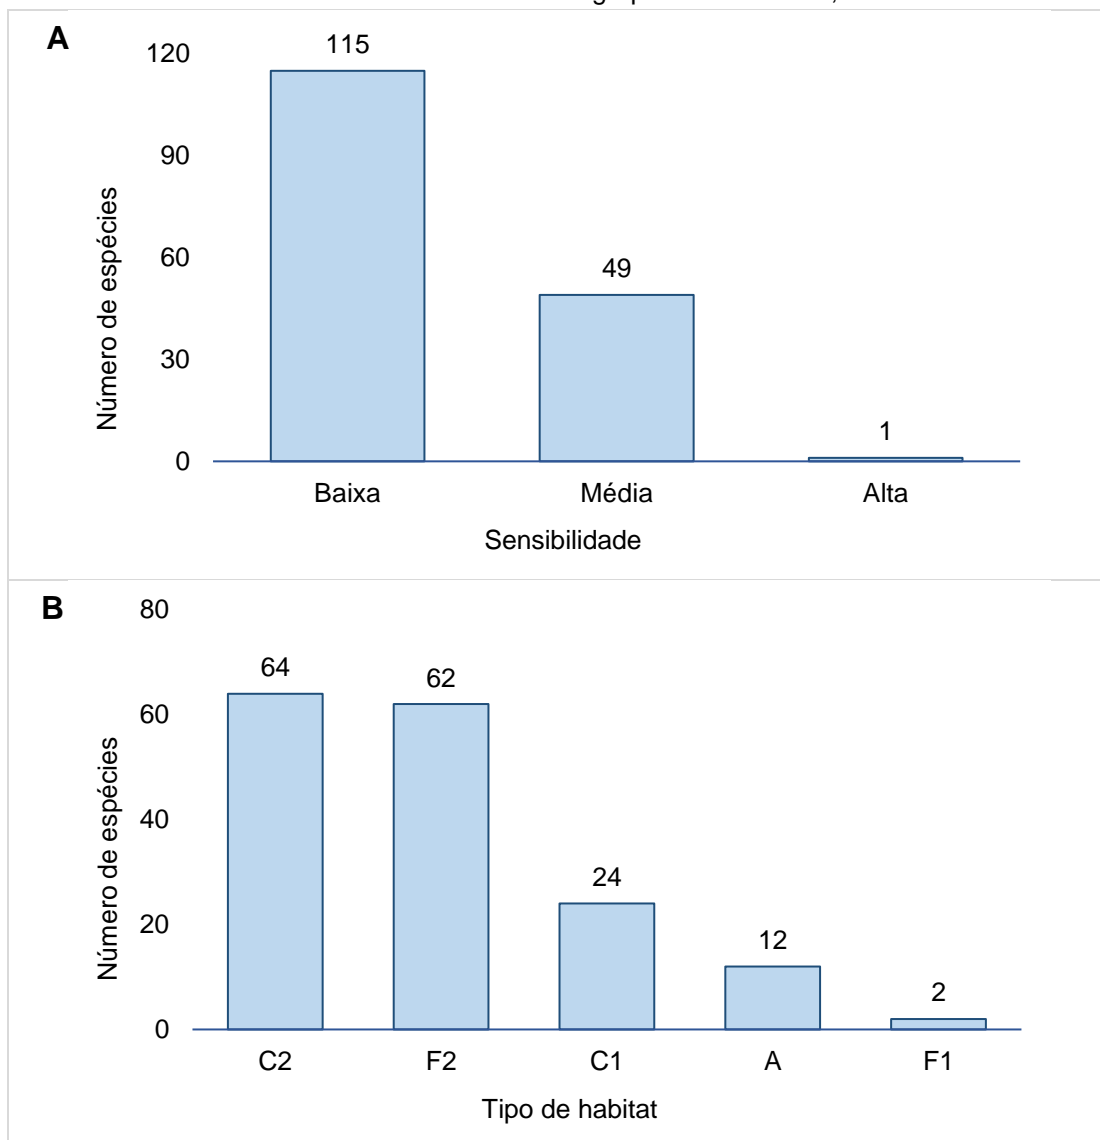 A
120
90
60
30
0
115
49
1
Baixa Média Alta
Número de espécies
Sensibilidade
B
80
60
40
20
0
64
62
24
12
2
C2 F2 C1 A F1
Número de espécies
Tipo de habitat